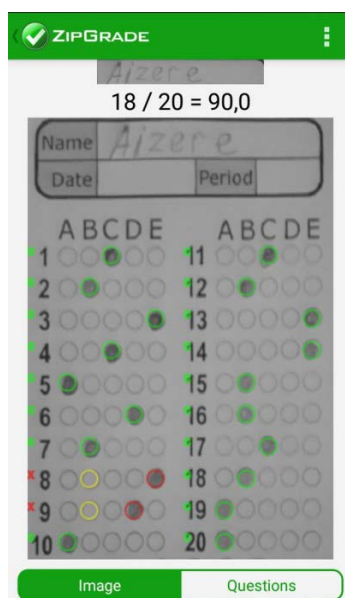 ZIPGRADE
Aizere
18 / 20 = 90,0
Name Aizere
Date Period
A B C D E A B C D E
1 11
2 12
3 13
4 14
5 15
6 16
7 17
x 8 18
x 9 19
10 20
Image Questions